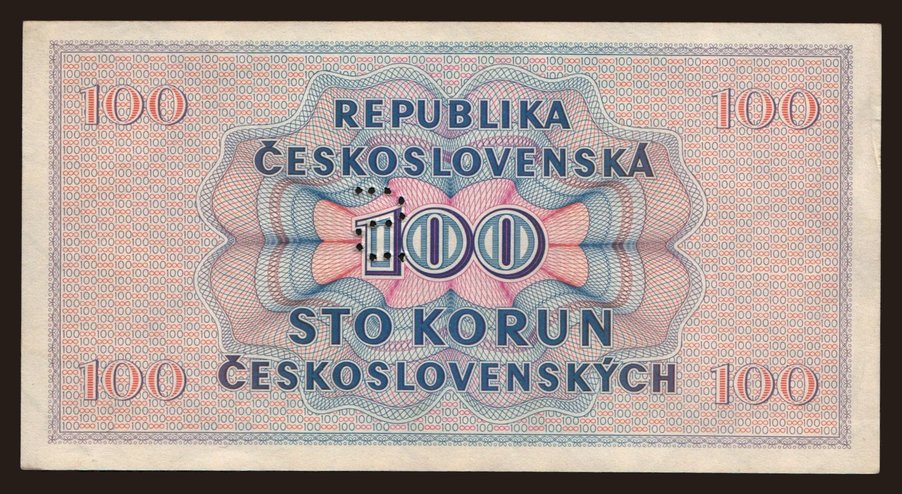 100 100
REPUBLIKA
ČESKOSLOVENSKÁ
100
STO KORUN
ČESKOSLOVENSKÝCH
100 100